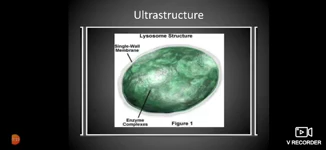 Ultrastructure
Lysosome Structure
Single-Wall
Membrane
Enzyme
Complexes
Figure 1
V RECORDER